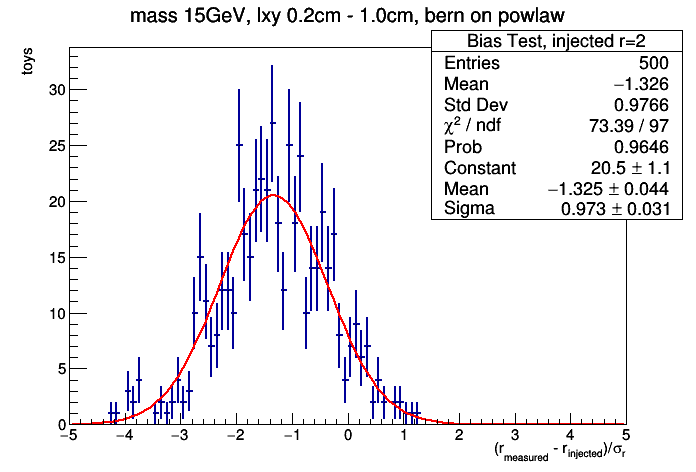 mass 15GeV, lxy 0.2cm - 1.0cm, bern on powlaw
Bias Test, injected r=2
Entries 500
Mean −1.326
Std Dev 0.9766
χ² / ndf 73.39 / 97
Prob 0.9646
Constant 20.5 ± 1.1
Mean −1.325 ± 0.044
Sigma 0.973 ± 0.031
toys
30
25
20
15
10
5
0
−5 −4 −3 −2 −1 0 1 2 3 4 5
(r_measured - r_injected)/σ_r